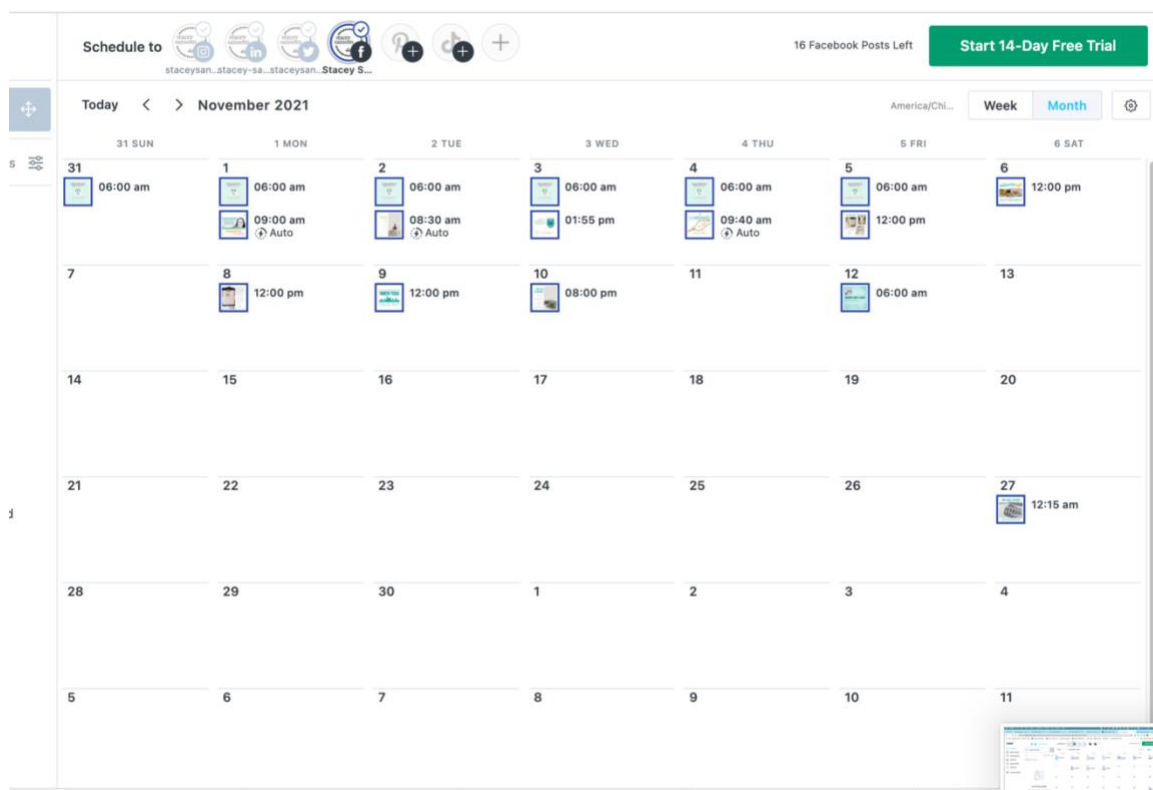 Schedule to
staceysan...stacey-sa...staceysan...Stacey S...
16 Facebook Posts Left
Start 14-Day Free Trial
Today < > November 2021
America/Chi...
Week Month
31 SUN 1 MON 2 TUE 3 WED 4 THU 5 FRI 6 SAT
s
31 1 2 3 4 5 6
06:00 am 06:00 am 06:00 am 06:00 am 06:00 am 06:00 am 12:00 pm
09:00 am 08:30 am 01:55 pm 09:40 am 12:00 pm
Auto Auto Auto
7 8 9 10 11 12 13
12:00 pm 12:00 pm 08:00 pm 06:00 am
14 15 16 17 18 19 20
21 22 23 24 25 26 27
12:15 am
d
28 29 30 1 2 3 4
5 6 7 8 9 10 11